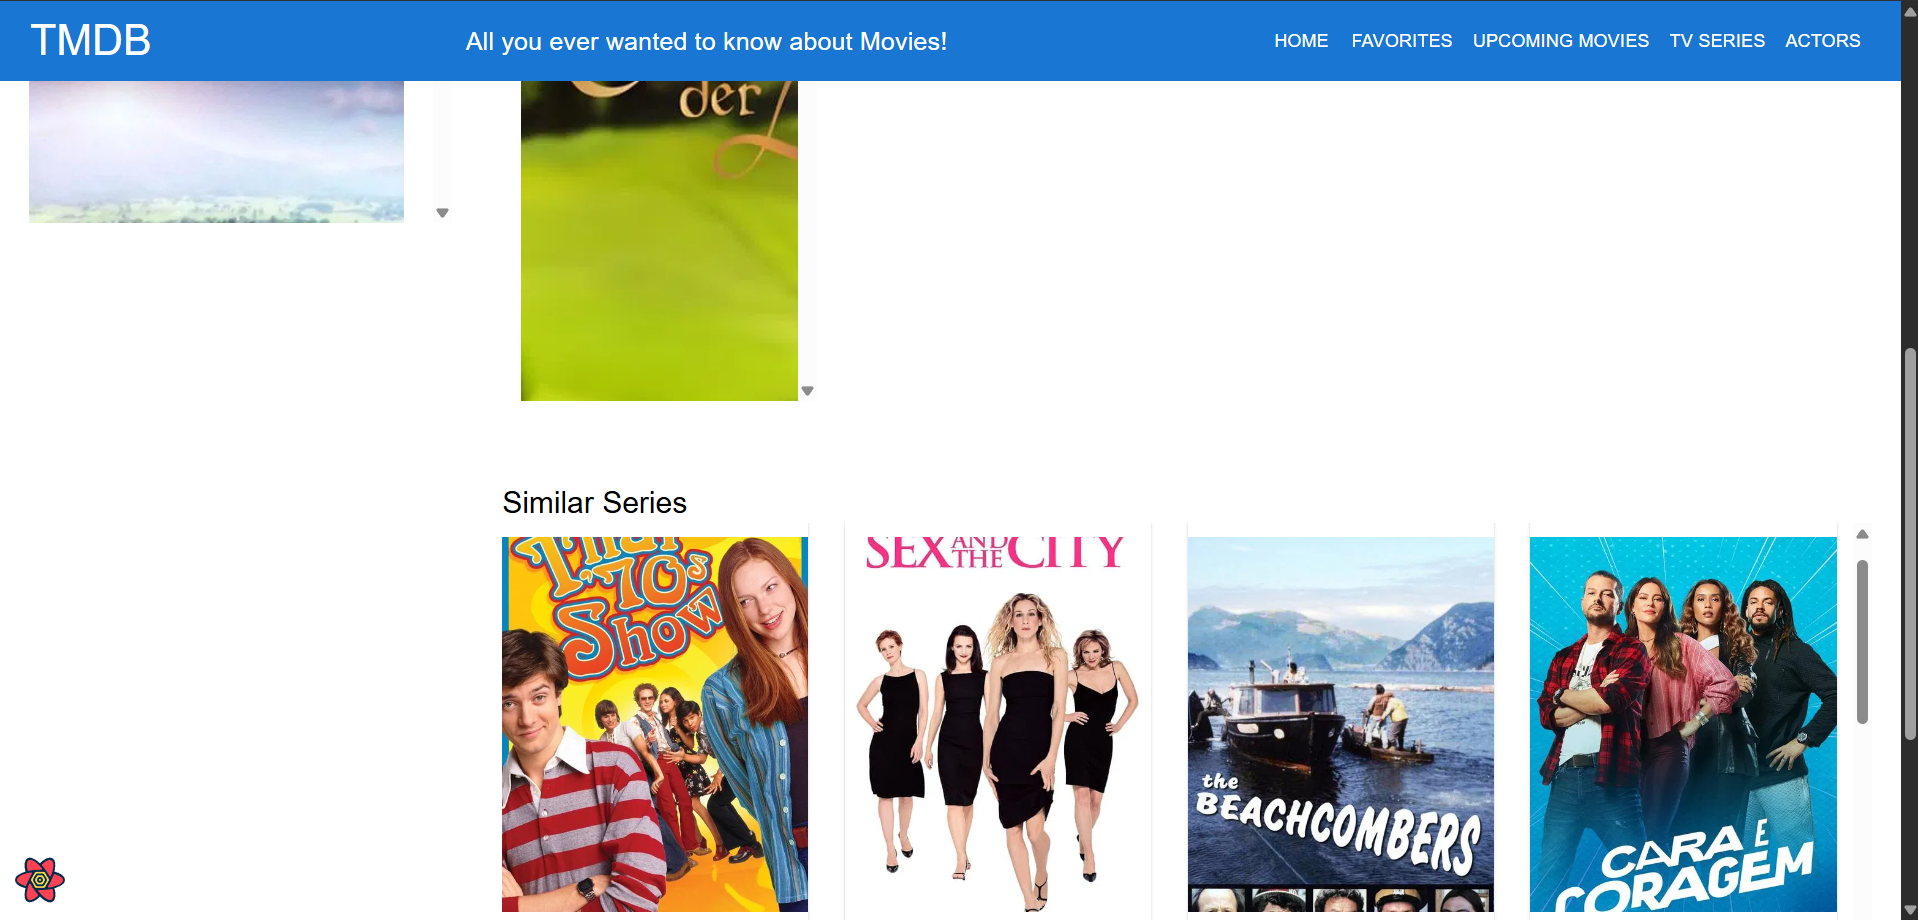 TMDB
All you ever wanted to know about Movies!
HOME FAVORITES UPCOMING MOVIES TV SERIES ACTORS
der
Similar Series
That
'70s
Show
SEX AND THE CITY
the
BEACHCOMBERS
CARA E
CORAGEM